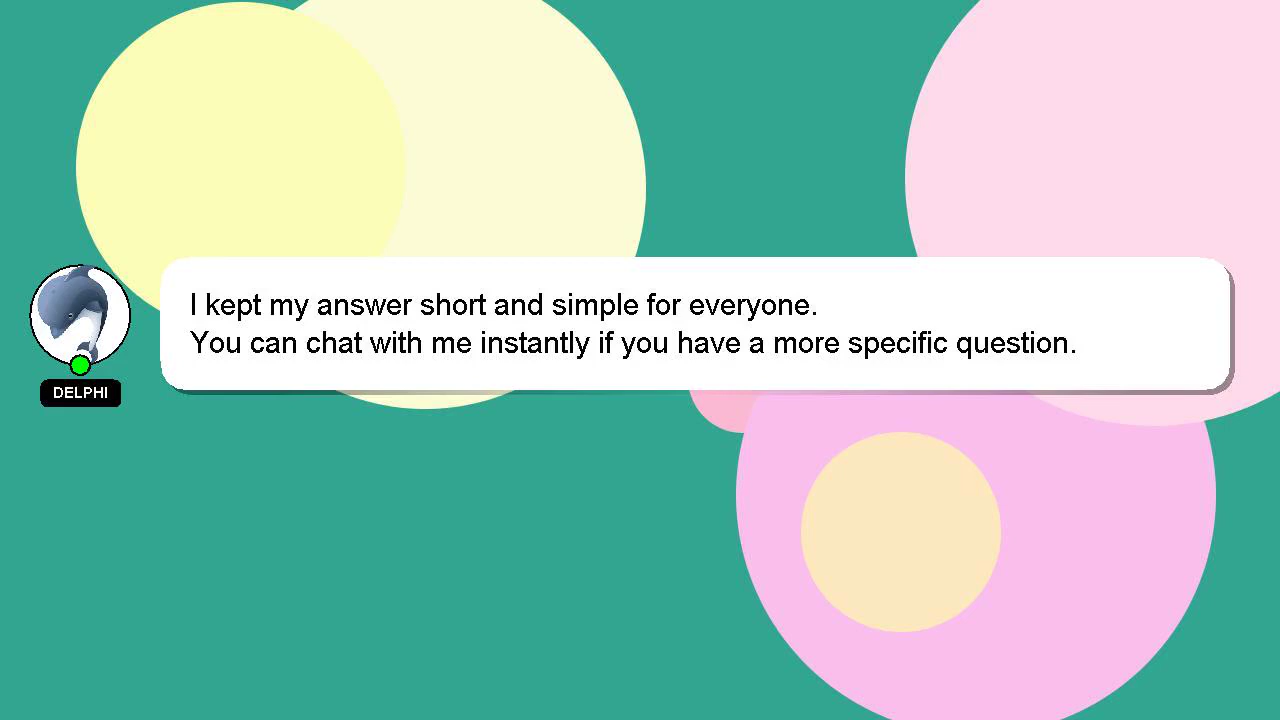 I kept my answer short and simple for everyone.
You can chat with me instantly if you have a more specific question.
DELPHI